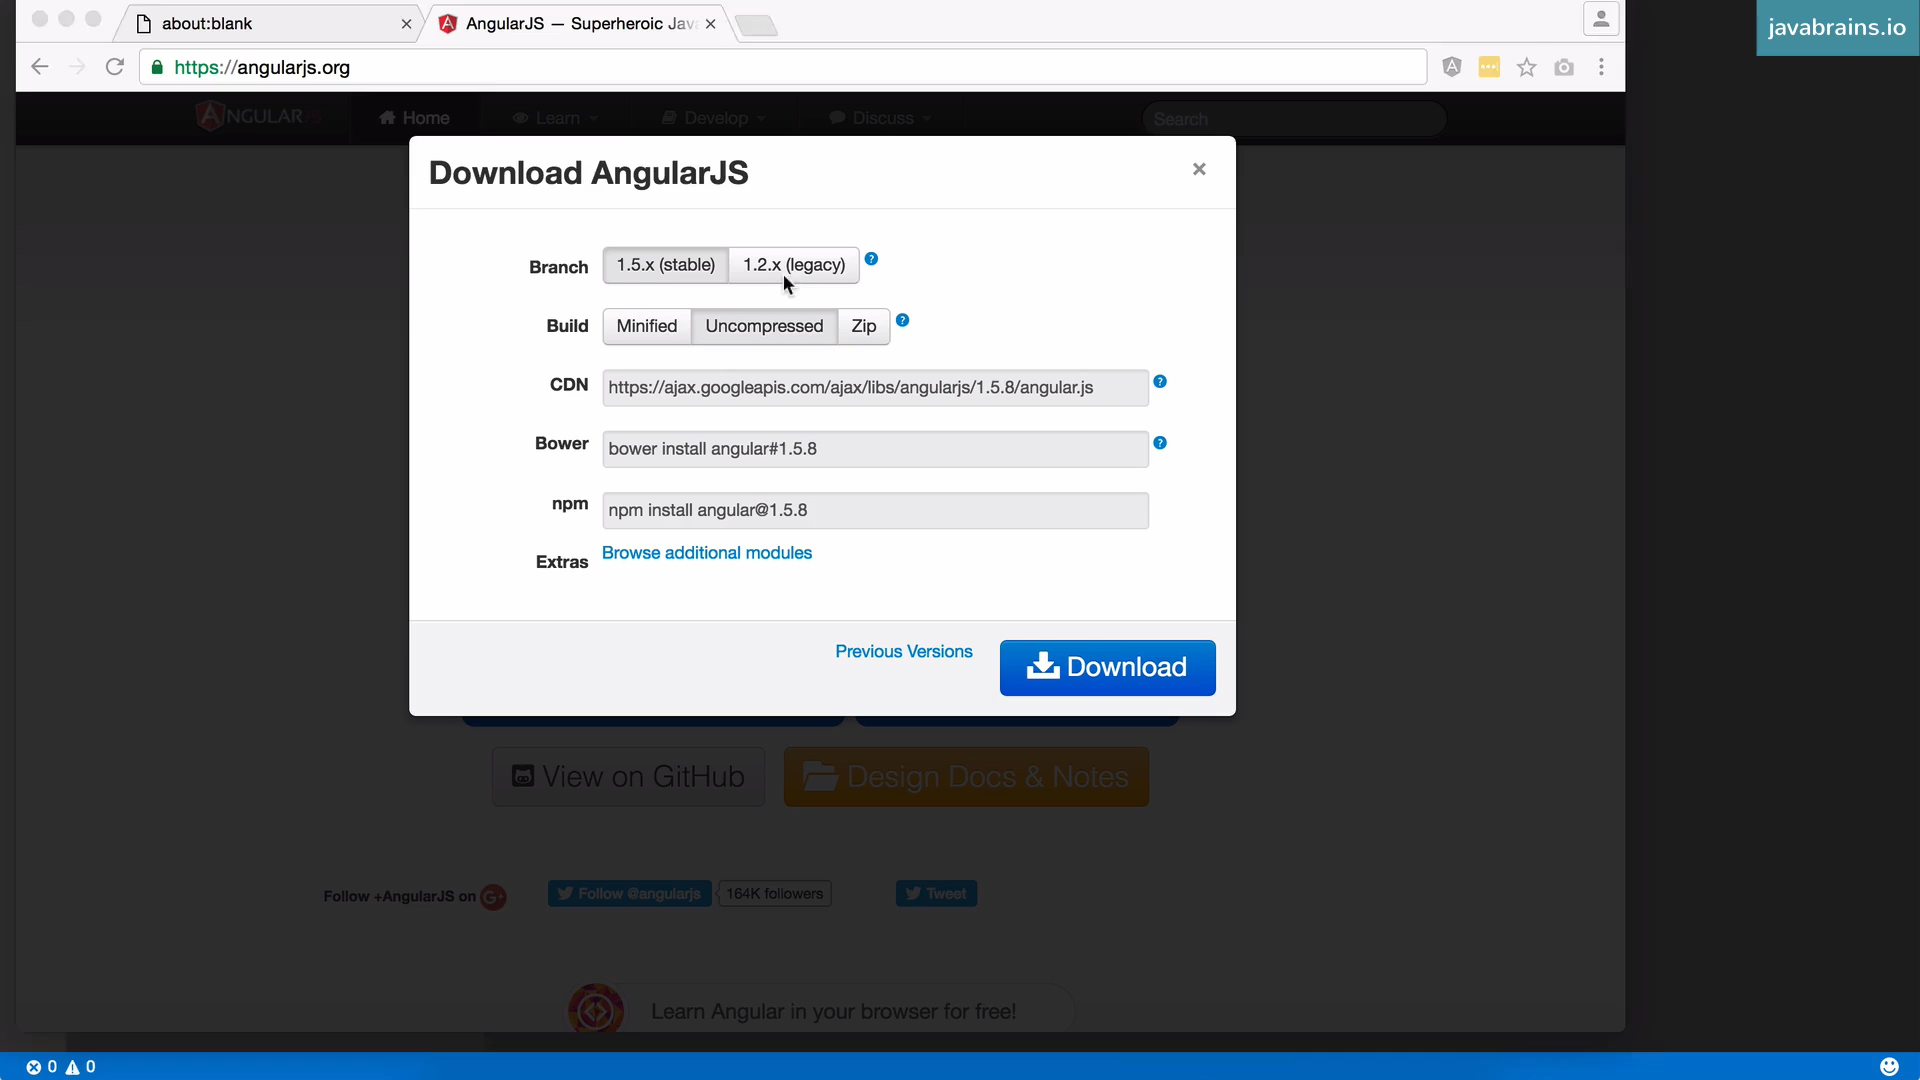 about:blank
AngularJS — Superheroic Java
javabrains.io
https://angularjs.org
ANGULARJS
Home
Learn
Develop
Discuss
Search
Download AngularJS
×
Branch
1.5.x (stable)
1.2.x (legacy)
?
Build
Minified
Uncompressed
Zip
?
CDN
https://ajax.googleapis.com/ajax/libs/angularjs/1.5.8/angular.js
?
Bower
bower install angular#1.5.8
?
npm
npm install angular@1.5.8
Extras
Browse additional modules
Previous Versions
Download
View on GitHub
Design Docs & Notes
Follow +AngularJS on
Follow @angularjs
164K followers
Tweet
Learn Angular in your browser for free!
0
0